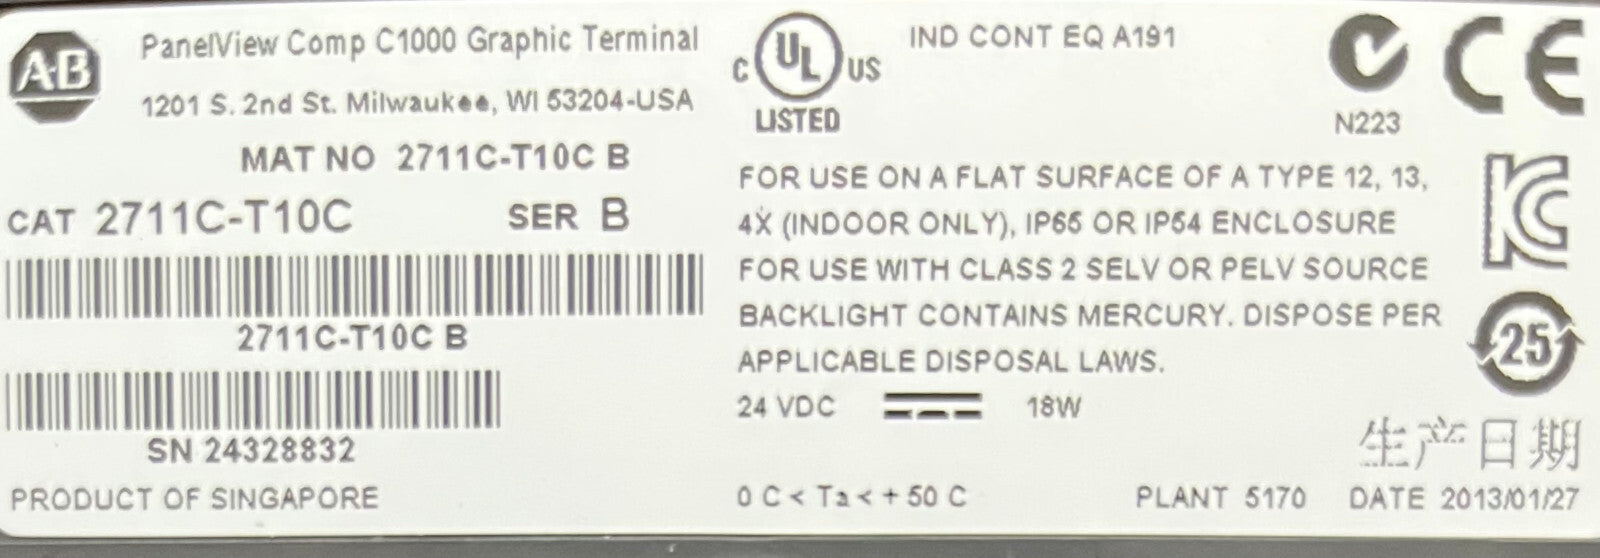 A-B
PanelView Comp C1000 Graphic Terminal
1201 S. 2nd St. Milwaukee, WI 53204-USA
MAT NO 2711C-T10C B
CAT 2711C-T10C SER B
2711C-T10C B
SN 24328832
PRODUCT OF SINGAPORE
C UL US
LISTED
IND CONT EQ A191
N223
CE
FOR USE ON A FLAT SURFACE OF A TYPE 12, 13,
4X (INDOOR ONLY), IP65 OR IP54 ENCLOSURE
FOR USE WITH CLASS 2 SELV OR PELV SOURCE
BACKLIGHT CONTAINS MERCURY. DISPOSE PER
APPLICABLE DISPOSAL LAWS.
24 VDC 18W
0 C < Ta < + 50 C
KC
25
生产日期
PLANT 5170 DATE 2013/01/27